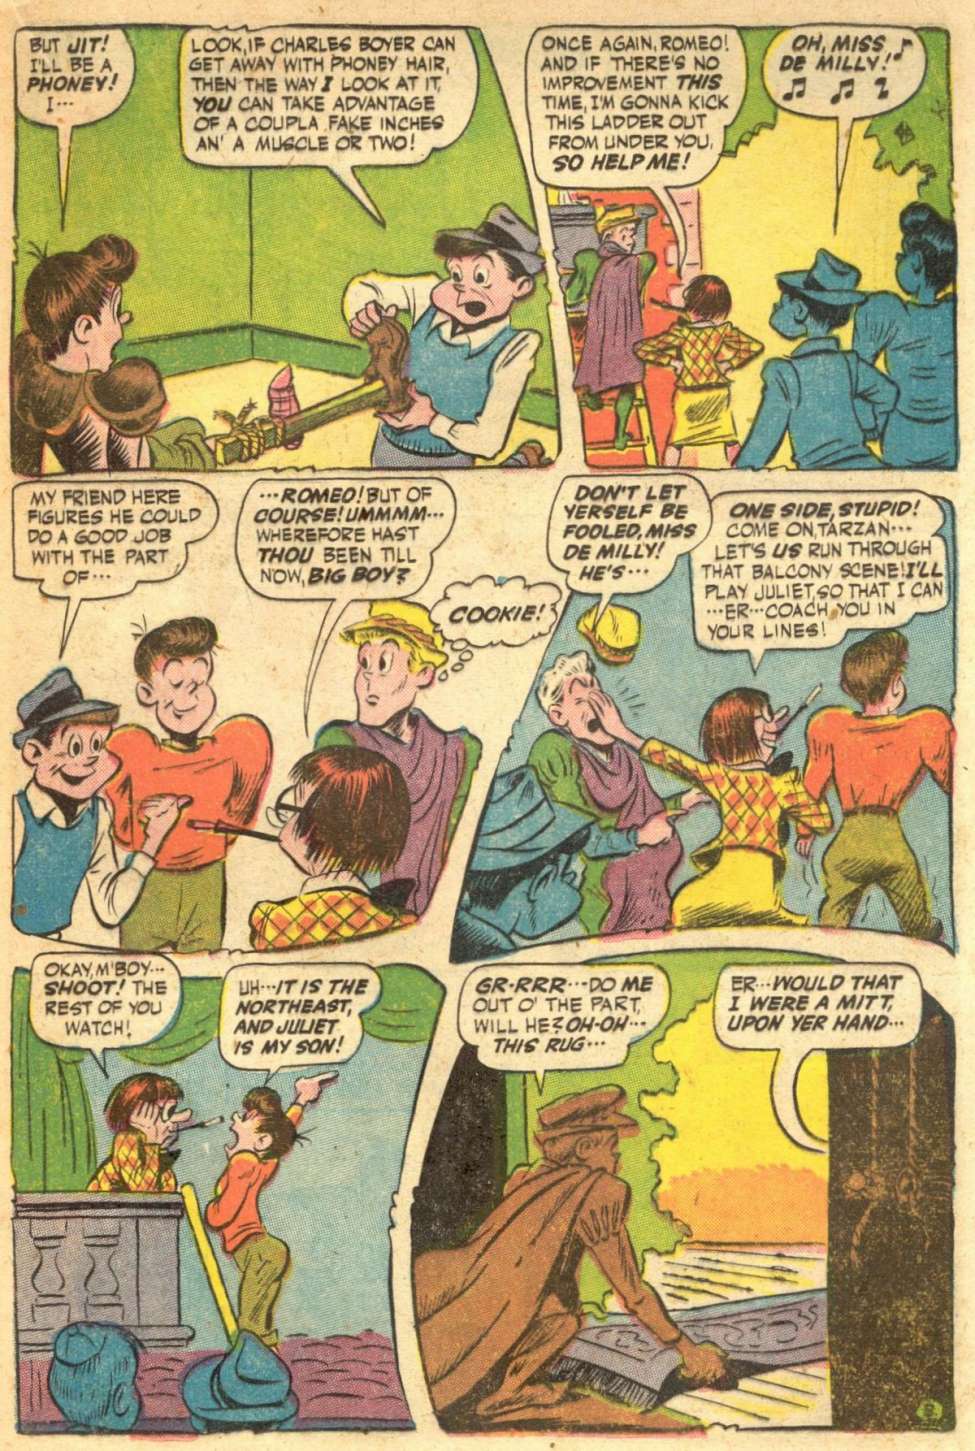 BUT JIT!
I'LL BE A
PHONEY!
I---
LOOK, IF CHARLES BOYER CAN
GET AWAY WITH PHONEY HAIR,
THEN THE WAY I LOOK AT IT,
YOU CAN TAKE ADVANTAGE
OF A COUPLA FAKE INCHES
AN' A MUSCLE OR TWO!
ONCE AGAIN, ROMEO!
AND IF THERE'S NO
IMPROVEMENT THIS
TIME, I'M GONNA KICK
THIS LADDER OUT
FROM UNDER YOU,
SO HELP ME!
OH, MISS
DE MILLY!
MY FRIEND HERE
FIGURES HE COULD
DO A GOOD JOB
WITH THE PART
OF---
---ROMEO! BUT OF
COURSE! UMMMM---
WHEREFORE HAST
THOU BEEN TILL
NOW, BIG BOY?
COOKIE!
DON'T LET
YERSELF BE
FOOLED, MISS
DE MILLY!
HE'S---
ONE SIDE, STUPID!
COME ON, TARZAN---
LET'S US RUN THROUGH
THAT BALCONY SCENE! I'LL
PLAY JULIET, SO THAT I CAN
---ER---COACH YOU IN
YOUR LINES!
OKAY, M'BOY---
SHOOT! THE
REST OF YOU
WATCH!
UH---IT IS THE
NORTHEAST,
AND JULIET
IS MY SON!
GR-RRR---DO ME
OUT O' THE PART,
WILL HE? OH-OH---
THIS RUG---
ER---WOULD THAT
I WERE A MITT,
UPON YER HAND---